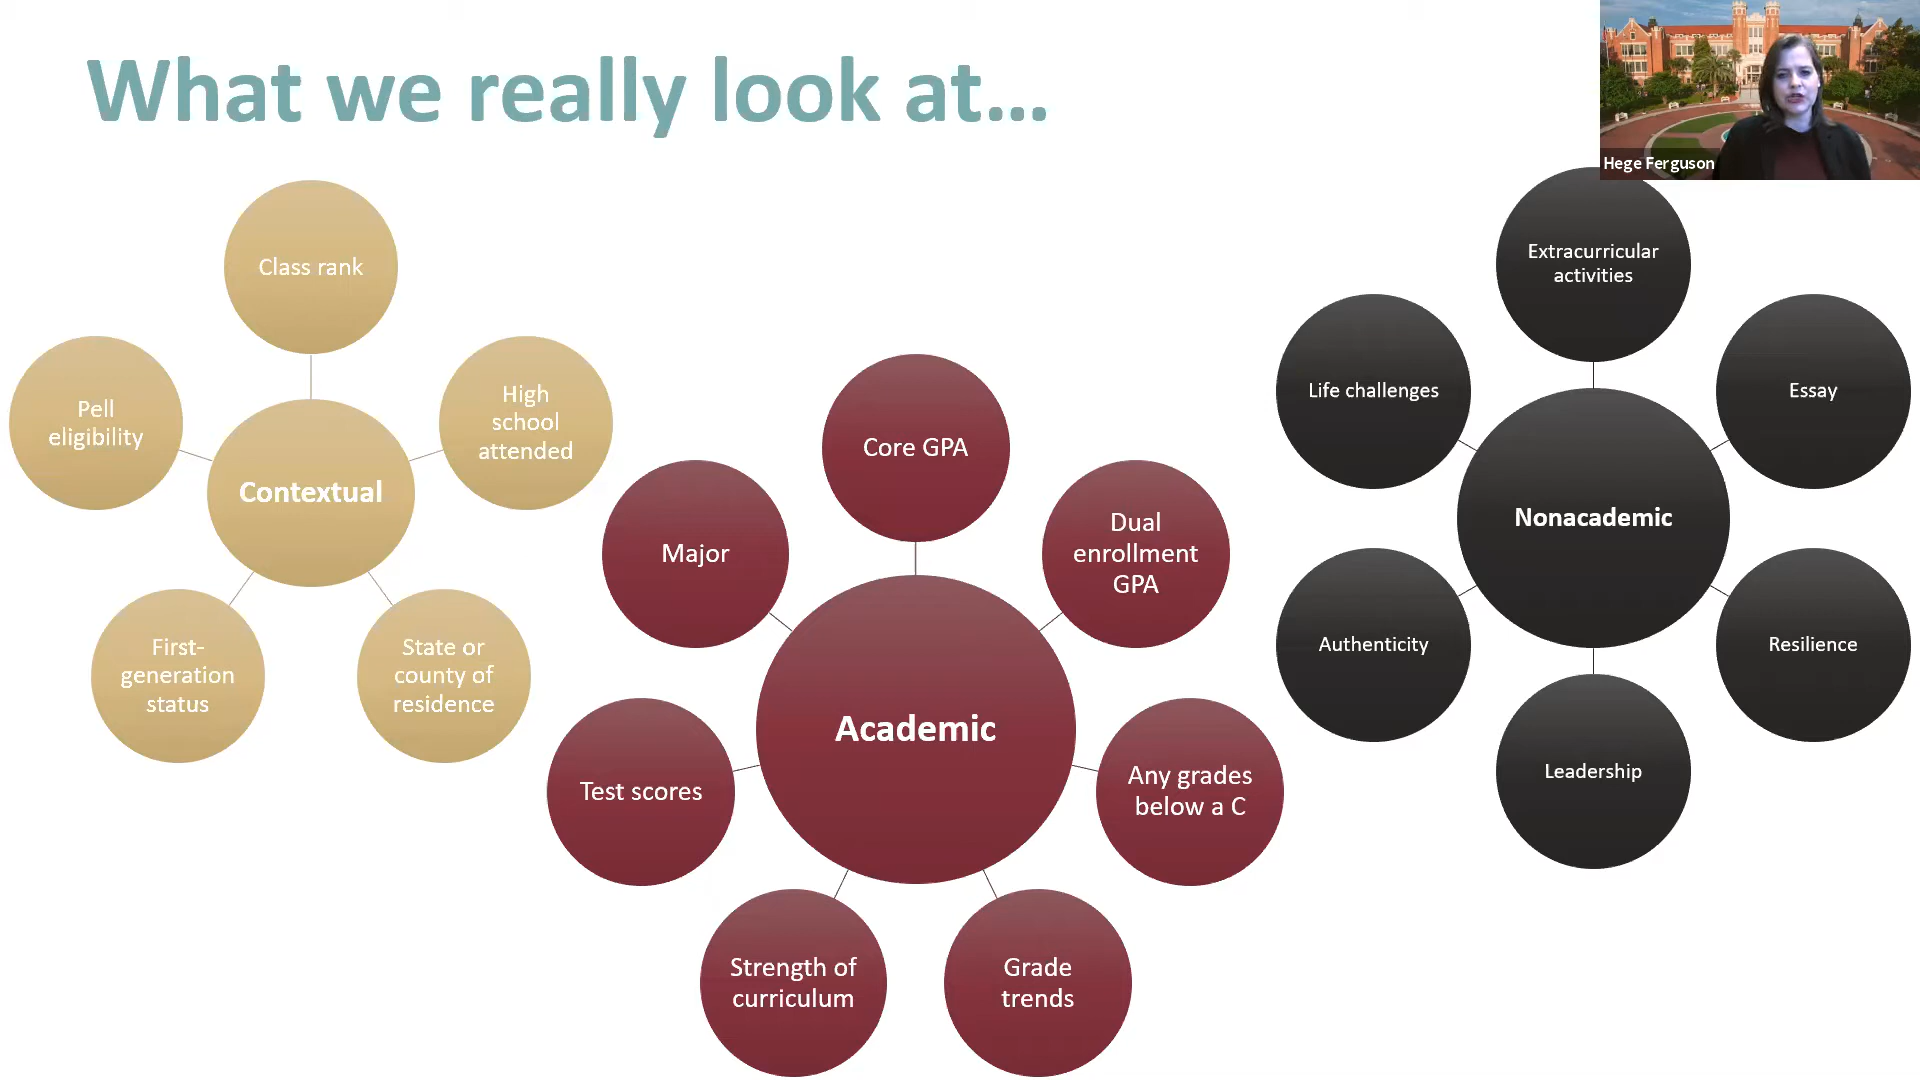 What we really look at...
Hege Ferguson
Class rank
Pell
eligibility
High
school
attended
Contextual
First-
generation
status
State or
county of
residence
Core GPA
Major
Dual
enrollment
GPA
Academic
Test scores
Any grades
below a C
Strength of
curriculum
Grade
trends
Extracurricular
activities
Life challenges
Essay
Nonacademic
Authenticity
Resilience
Leadership